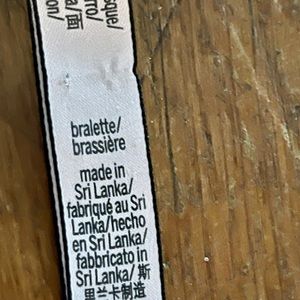 bralette/
brassière
made in
Sri Lanka/
fabriqué au Sri
Lanka/hecho
en Sri Lanka/
fabbricato in
Sri Lanka/ 斯
里兰卡制造